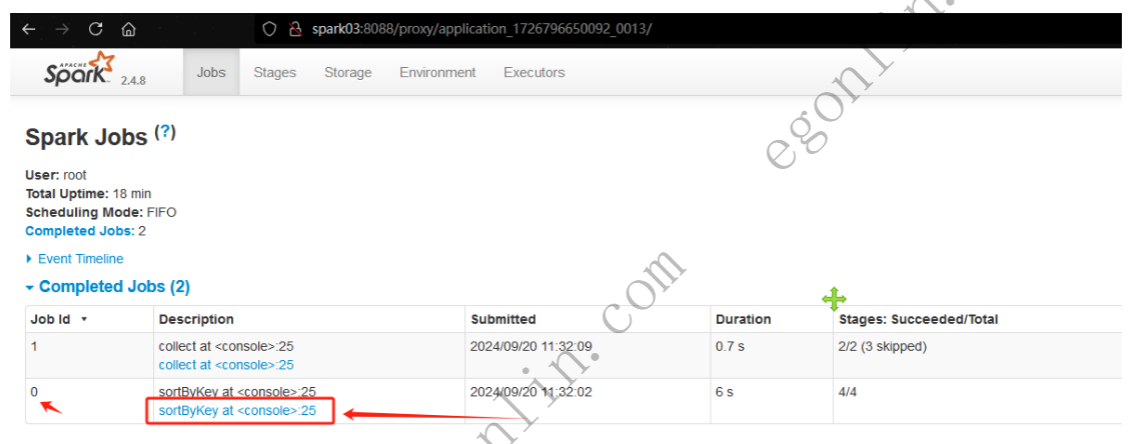 spark03:8088/proxy/application_1726796650092_0013/
APACHE Spark 2.4.8 Jobs Stages Storage Environment Executors
Spark Jobs (?)
User: root
Total Uptime: 18 min
Scheduling Mode: FIFO
Completed Jobs: 2
Event Timeline
Completed Jobs (2)
Job Id Description Submitted Duration Stages: Succeeded/Total
1 collect at <console>:25 2024/09/20 11:32:09 0.7 s 2/2 (3 skipped)
collect at <console>:25
0 sortByKey at <console>:25 2024/09/20 11:32:02 6 s 4/4
sortByKey at <console>:25
egonlin.
onlin.com